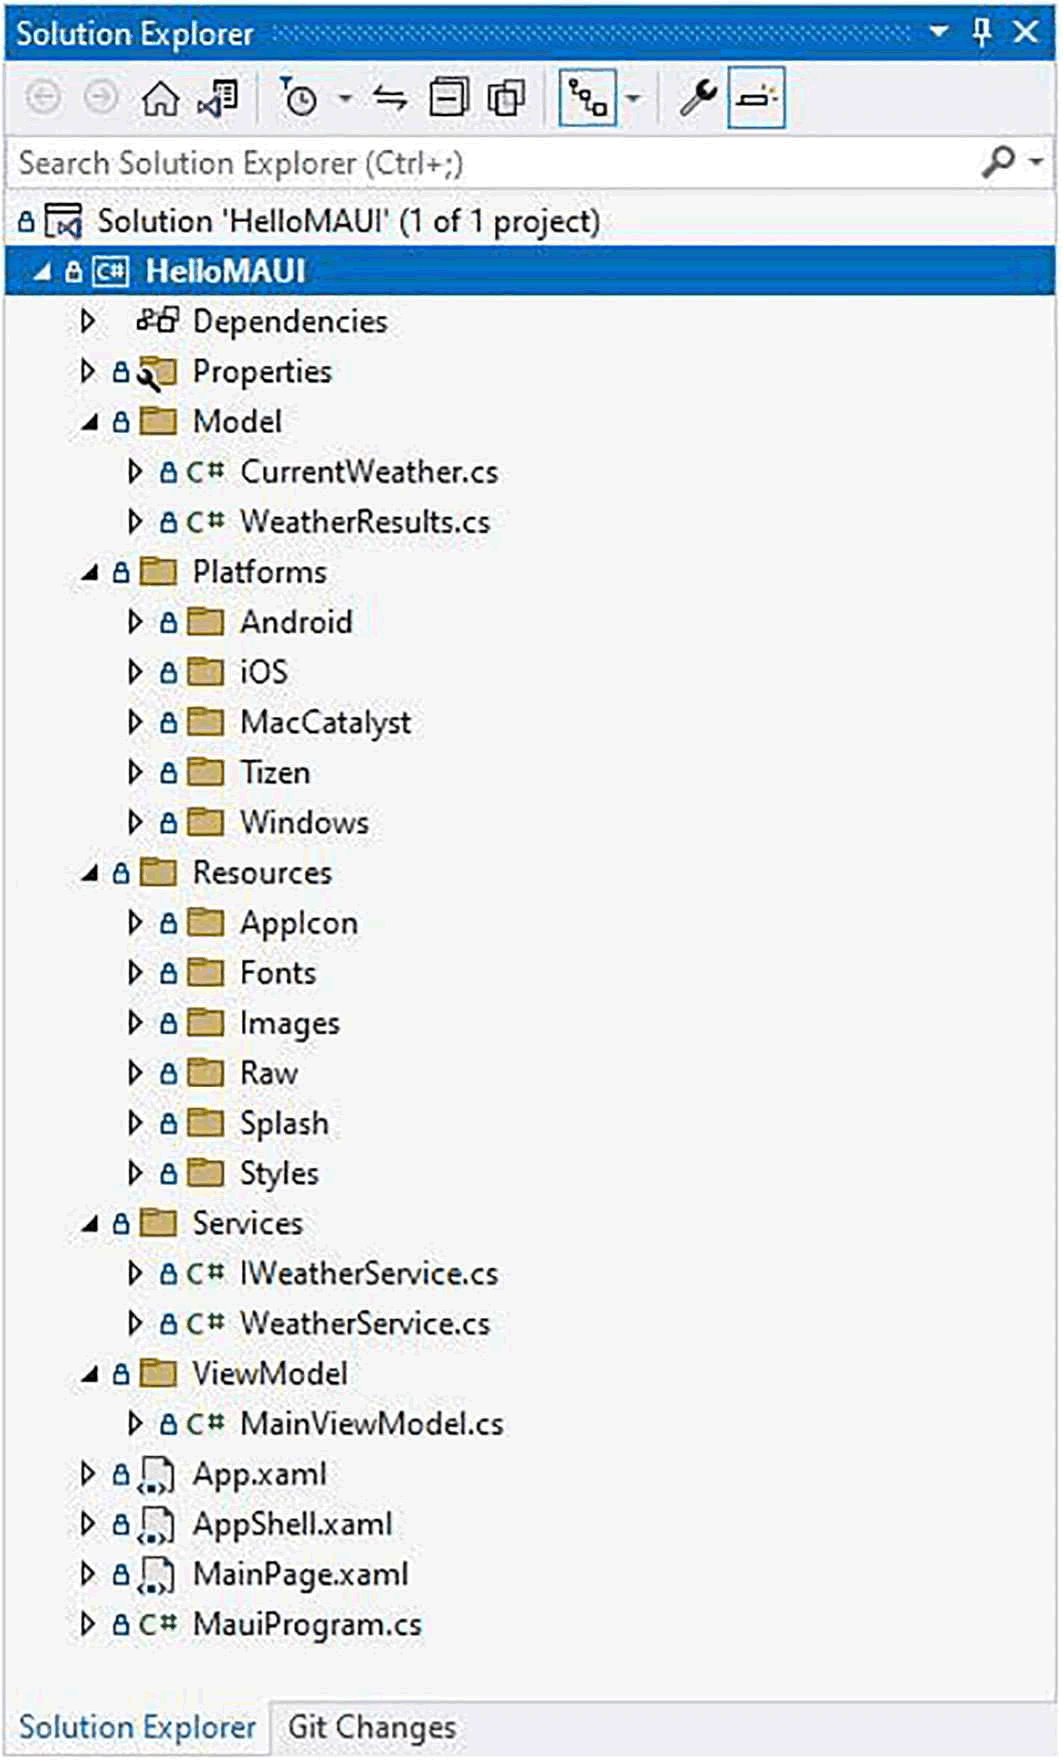 Solution Explorer
Search Solution Explorer (Ctrl+;)
Solution 'HelloMAUI' (1 of 1 project)
C# HelloMAUI
Dependencies
Properties
Model
C# CurrentWeather.cs
C# WeatherResults.cs
Platforms
Android
iOS
MacCatalyst
Tizen
Windows
Resources
AppIcon
Fonts
Images
Raw
Splash
Styles
Services
C# IWeatherService.cs
C# WeatherService.cs
ViewModel
C# MainViewModel.cs
App.xaml
AppShell.xaml
MainPage.xaml
C# MauiProgram.cs
Solution Explorer Git Changes